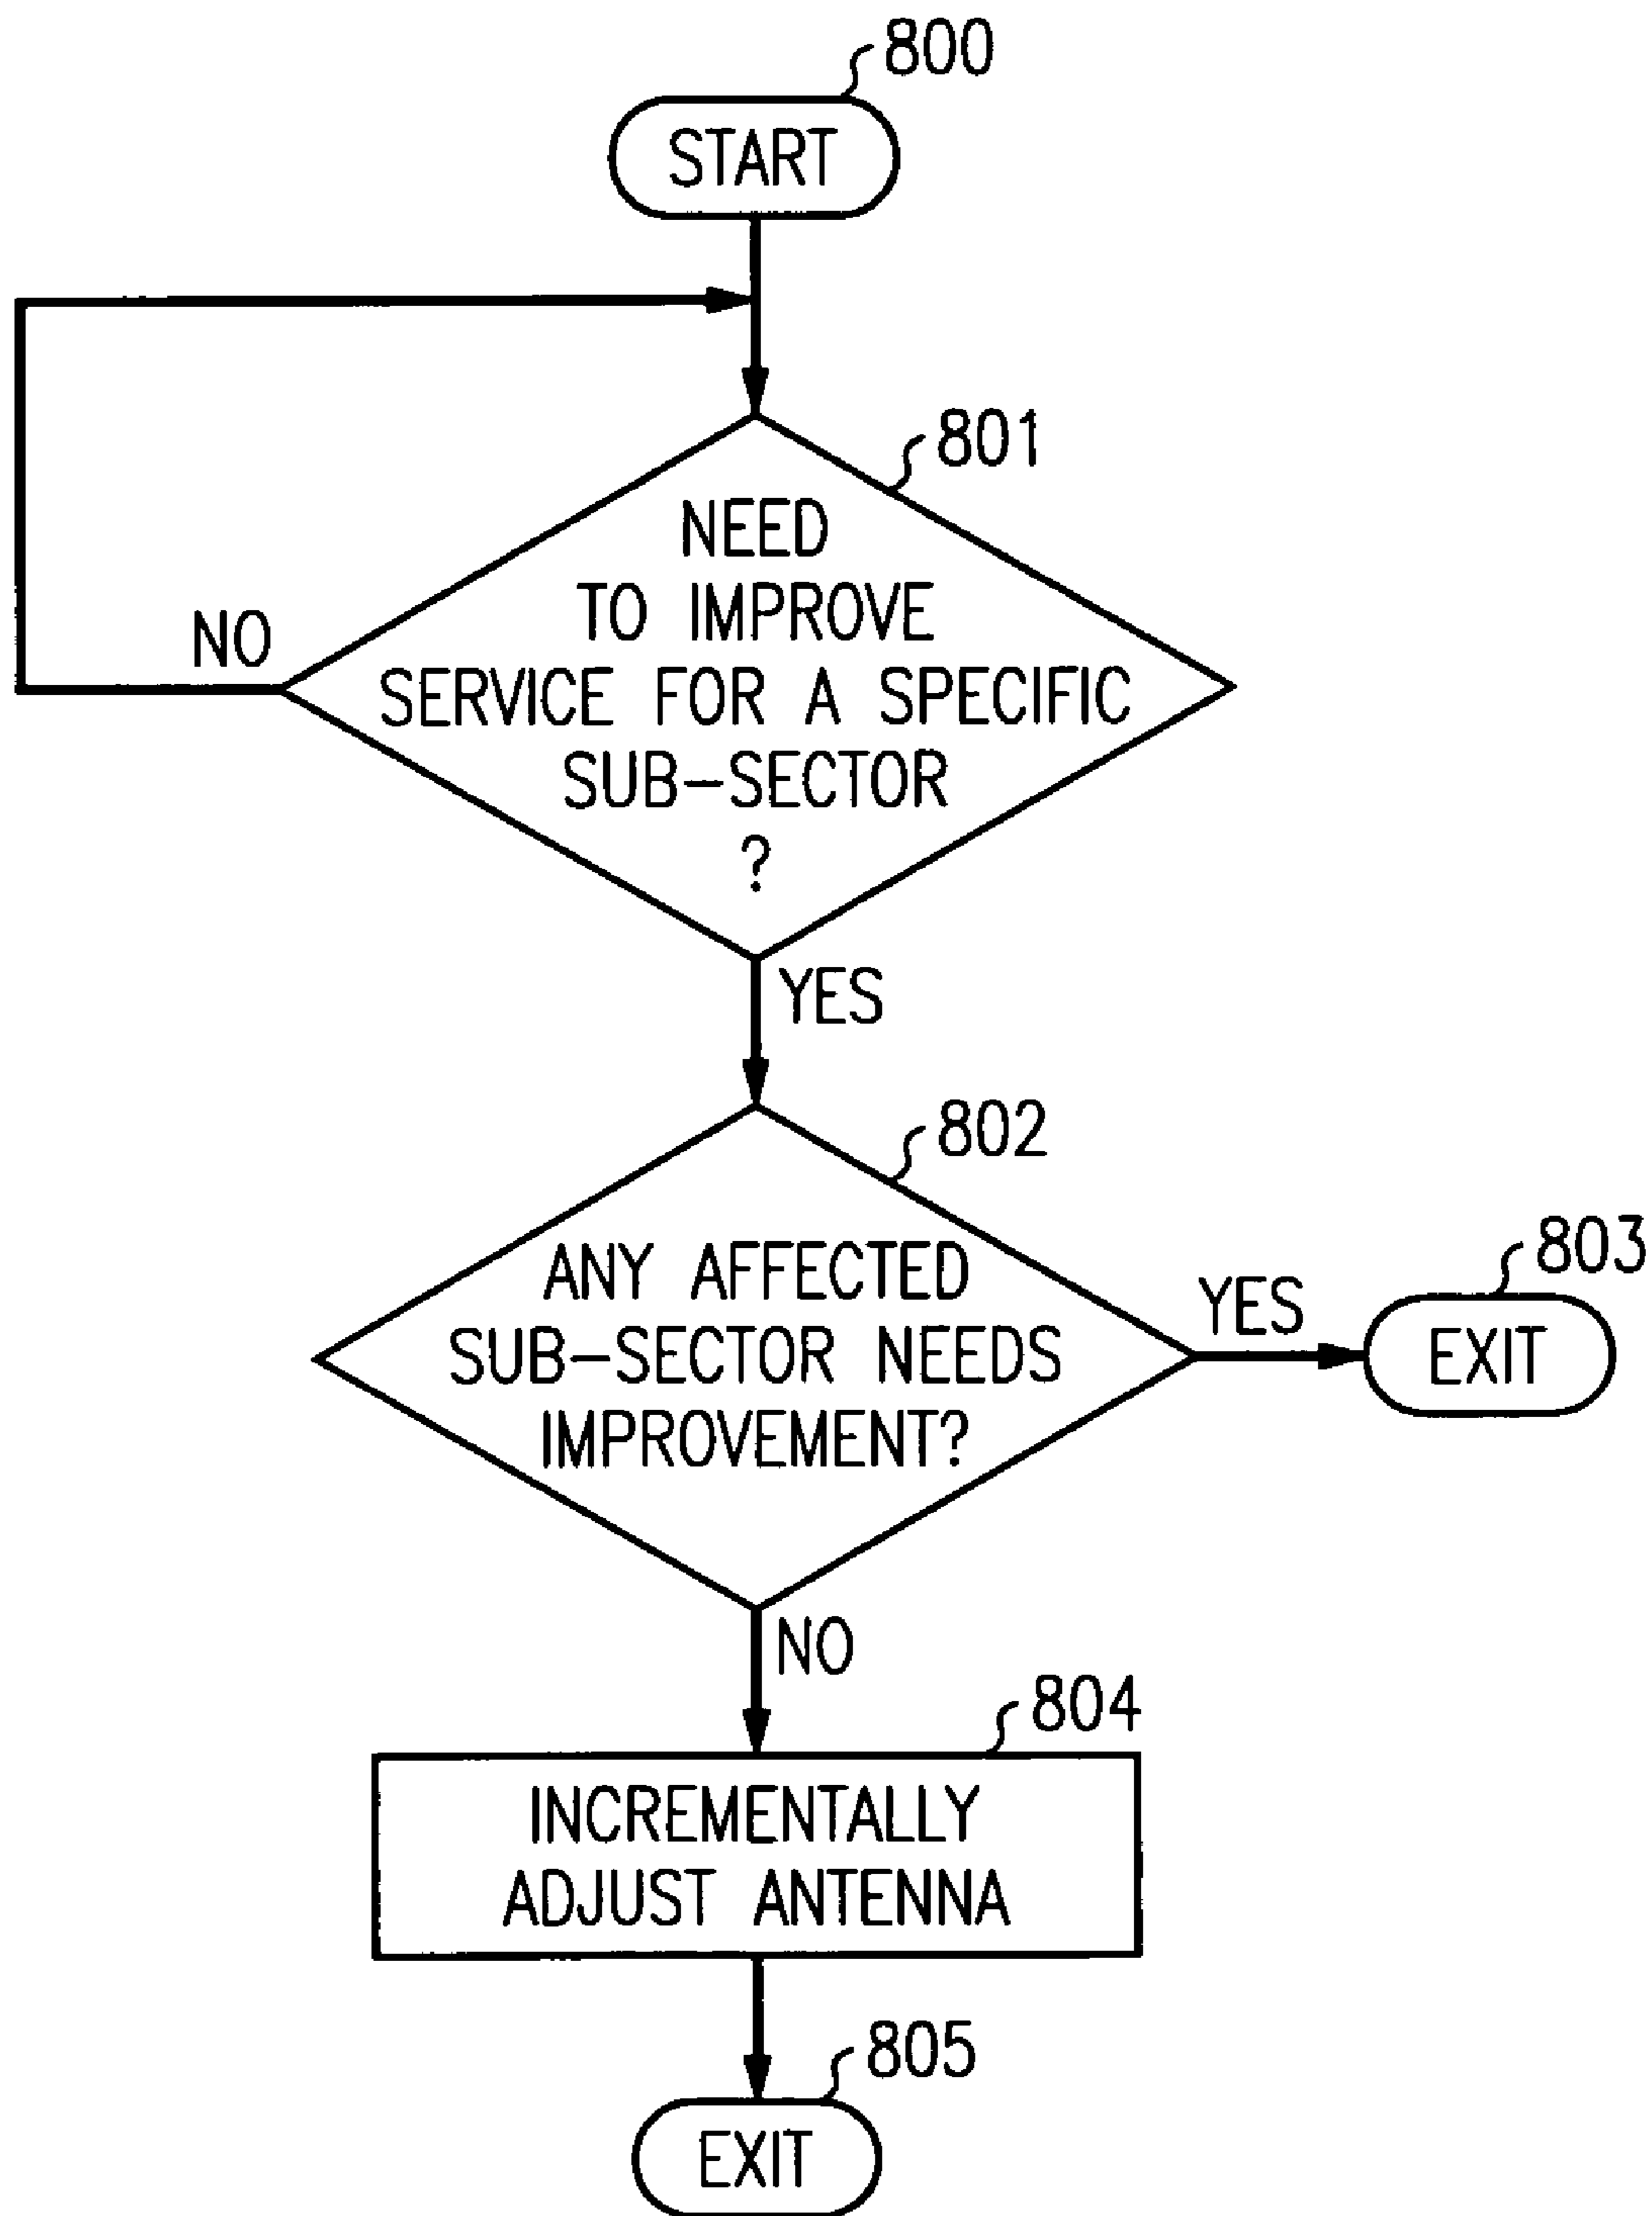 800
START
801
NEED
TO IMPROVE
SERVICE FOR A SPECIFIC
SUB-SECTOR
?
NO
YES
802
ANY AFFECTED
SUB-SECTOR NEEDS
IMPROVEMENT?
YES
803
EXIT
NO
804
INCREMENTALLY
ADJUST ANTENNA
805
EXIT